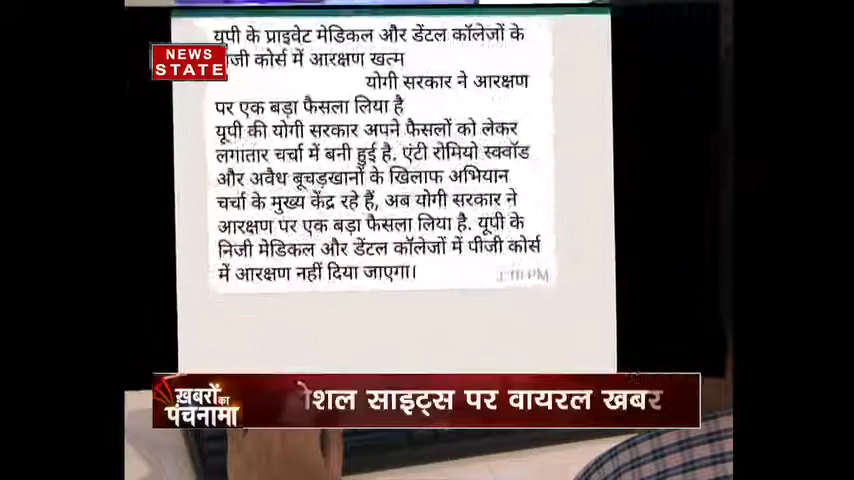 यूपी के प्राइवेट मेडिकल और डेंटल कॉलेजों के
कोर्स में आरक्षण खत्म
NEWS
STATE
योगी सरकार ने आरक्षण
पर एक बड़ा फैसला लिया है
यूपी की योगी सरकार अपने फैसलों को लेकर
लगातार चर्चा में बनी हुई है. एंटी रोमियो स्क्वॉड
और अवैध बूचड़खानों के खिलाफ अभियान
चर्चा के मुख्य केंद्र रहे हैं, अब योगी सरकार ने
आरक्षण पर एक बड़ा फैसला लिया है. यूपी के
निजी मेडिकल और डेंटल कॉलेजों में पीजी कोर्स
में आरक्षण नहीं दिया जाएगा।
PM
ख़बरों का
पंचनामा
साइट्स पर वायरल खबर